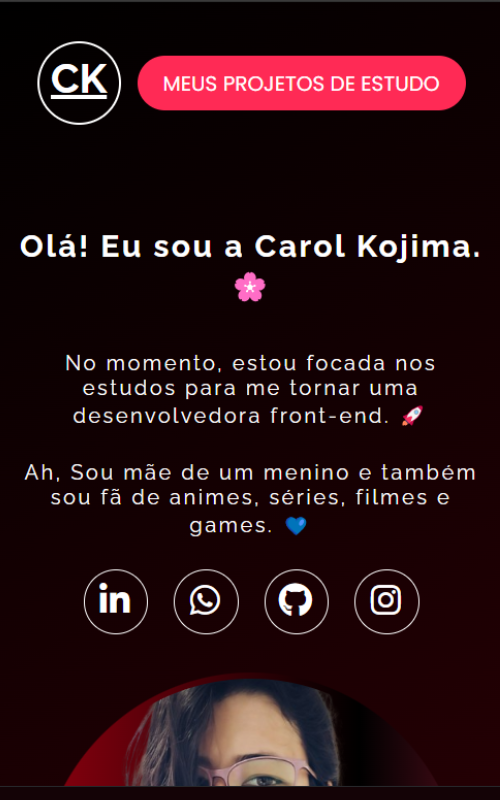 CK
MEUS PROJETOS DE ESTUDO
Olá! Eu sou a Carol Kojima.
🌸
No momento, estou focada nos
estudos para me tornar uma
desenvolvedora front-end. 🚀
Ah, Sou mãe de um menino e também
sou fã de animes, séries, filmes e
games. 💙
in